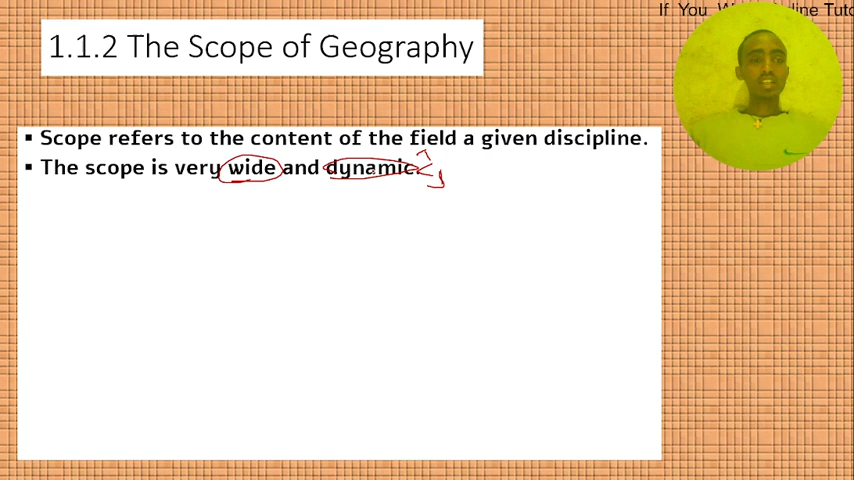 If You W line Tuto
1.1.2 The Scope of Geography
▪ Scope refers to the content of the field a given discipline.
▪ The scope is very wide and dynamic.